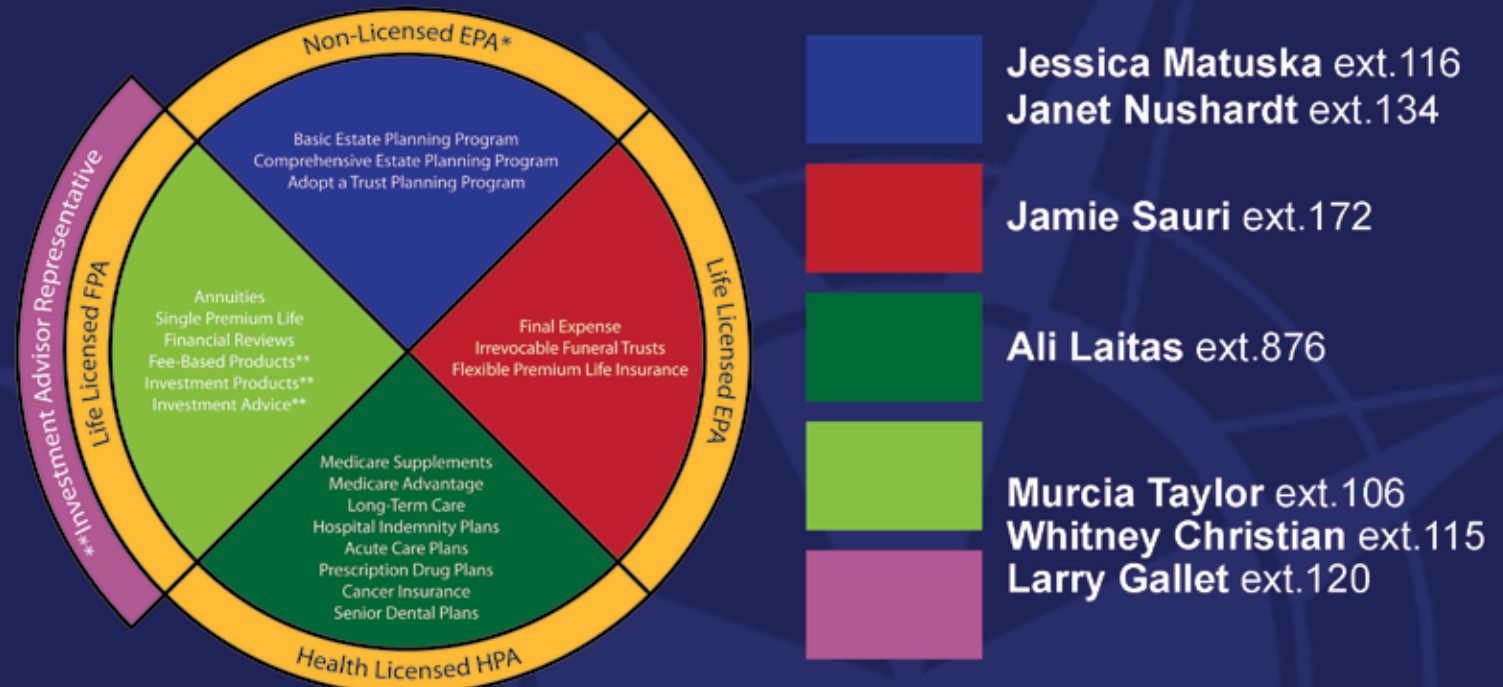 Non-Licensed EPA*
Basic Estate Planning Program
Comprehensive Estate Planning Program
Adopt a Trust Planning Program
**Investment Advisor Representative
Life Licensed FPA
Annuities
Single Premium Life
Financial Reviews
Fee-Based Products**
Investment Products**
Investment Advice**
Final Expense
Irrevocable Funeral Trusts
Flexible Premium Life Insurance
Life Licensed EPA
Medicare Supplements
Medicare Advantage
Long-Term Care
Hospital Indemnity Plans
Acute Care Plans
Prescription Drug Plans
Cancer Insurance
Senior Dental Plans
Health Licensed HPA
Jessica Matuska ext.116
Janet Nushardt ext.134
Jamie Sauri ext.172
Ali Laitas ext.876
Murcia Taylor ext.106
Whitney Christian ext.115
Larry Gallet ext.120